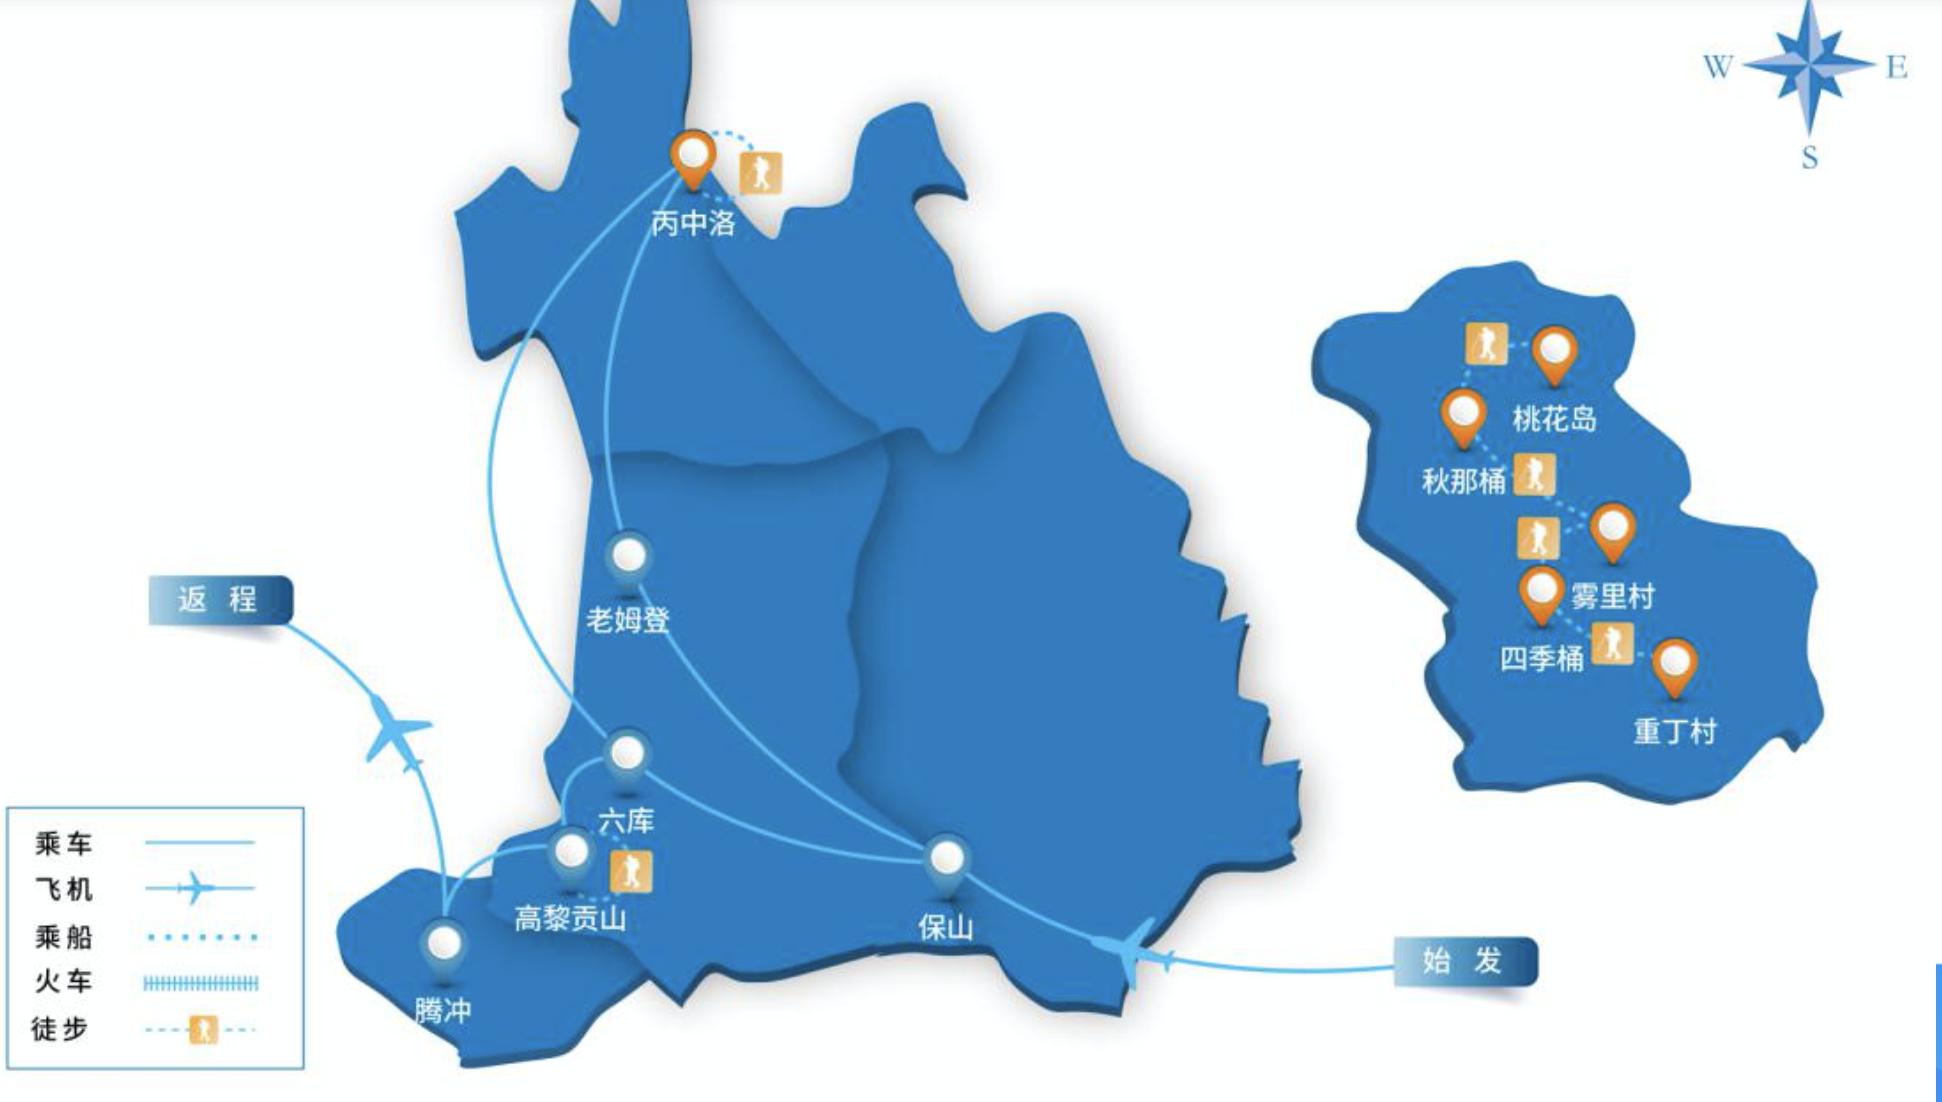 W
E
S
丙中洛
桃花岛
秋那桶
雾里村
四季桶
重丁村
老姆登
返程
六库
高黎贡山
保山
腾冲
始发
乘车
飞机
乘船
火车
徒步